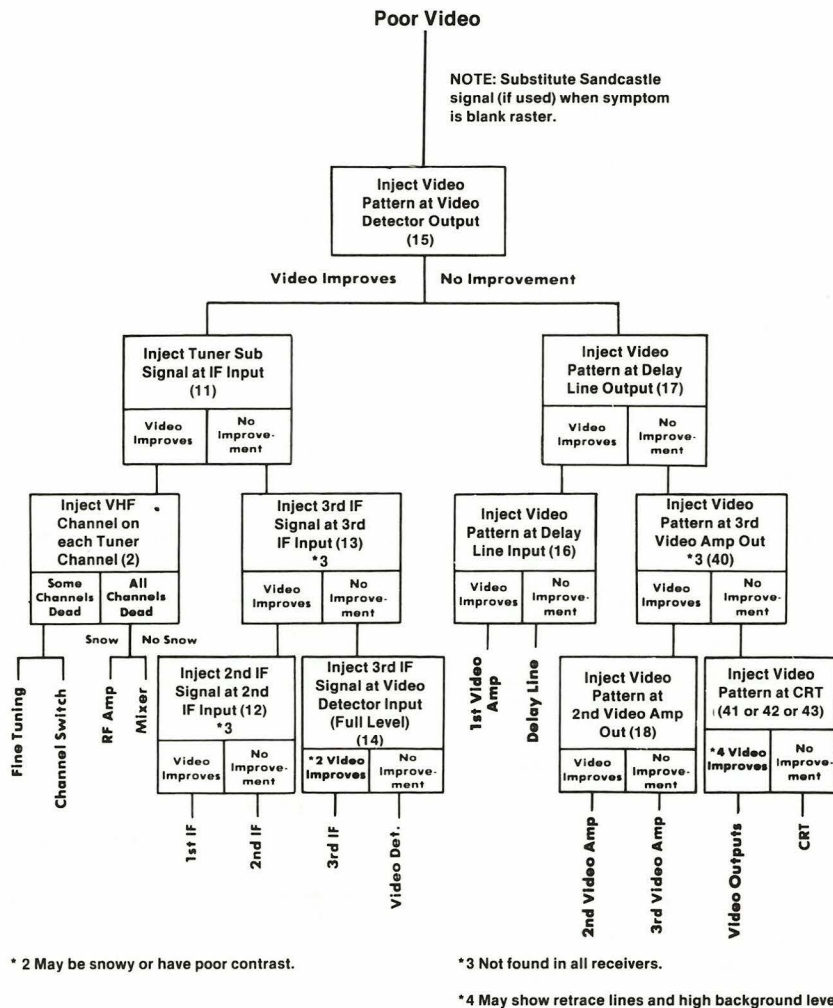 Poor Video
NOTE: Substitute Sandcastle
signal (if used) when symptom
is blank raster.
Inject Video
Pattern at Video
Detector Output
(15)
Video Improves
No Improvement
Inject Tuner Sub
Signal at IF Input
(11)
Video
Improves
No
Improve-
ment
Inject Video
Pattern at Delay
Line Output (17)
Video
Improves
No
Improve-
ment
Inject VHF
Channel on
each Tuner
Channel (2)
Some
Channels
Dead
All
Channels
Dead
Snow
No Snow
Fine Tuning
Channel Switch
RF Amp
Mixer
Inject 3rd IF
Signal at 3rd
IF Input (13)
*3
Video
Improves
No
Improve-
ment
Inject Video
Pattern at Delay
Line Input (16)
Video
Improves
No
Improve-
ment
1st Video
Amp
Delay Line
Inject Video
Pattern at 3rd
Video Amp Out
*3 (40)
Video
Improves
No
Improve-
ment
Inject 2nd IF
Signal at 2nd
IF Input (12)
*3
Video
Improves
No
Improve-
ment
1st IF
2nd IF
Inject 3rd IF
Signal at Video
Detector Input
(Full Level)
(14)
*2 Video
Improves
No
Improve-
ment
3rd IF
Video Det.
Inject Video
Pattern at
2nd Video Amp
Out (18)
Video
Improves
No
Improve-
ment
2nd Video Amp
3rd Video Amp
Inject Video
Pattern at CRT
(41 or 42 or 43)
*4 Video
Improves
No
Improve-
ment
Video Outputs
CRT
* 2 May be snowy or have poor contrast.
*3 Not found in all receivers.
*4 May show retrace lines and high background leve